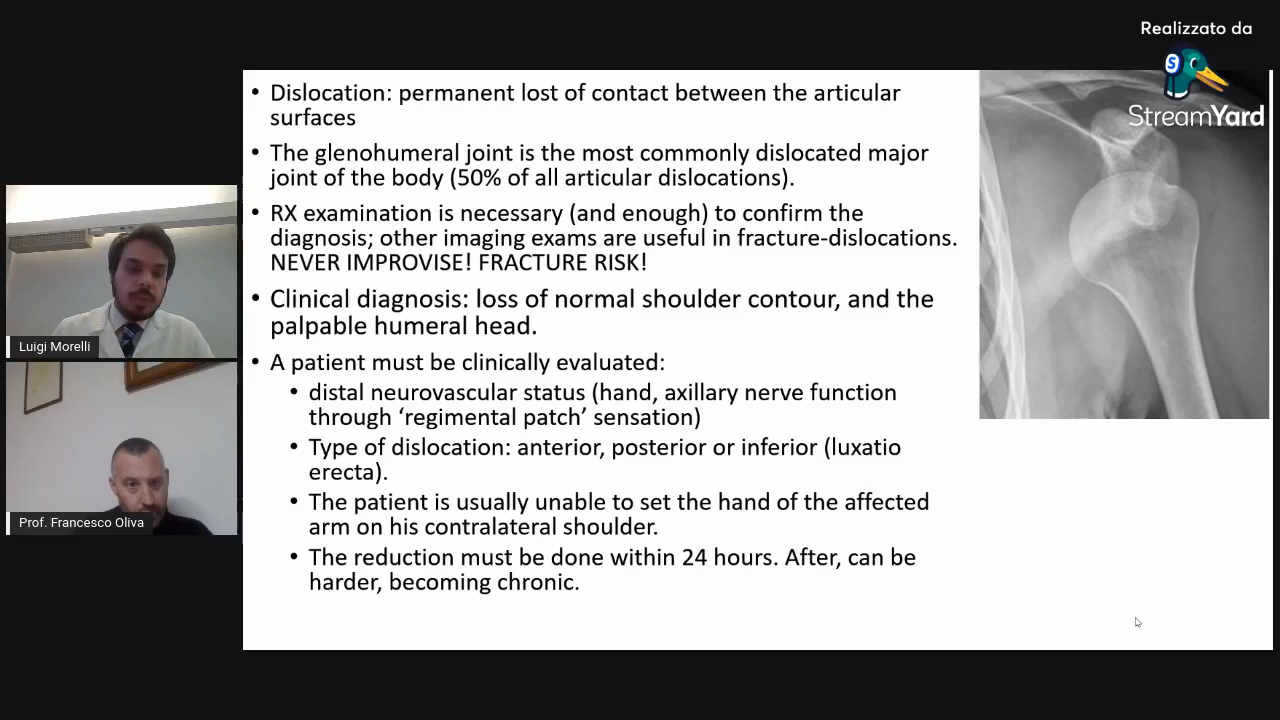 Realizzato da
S
StreamYard
• Dislocation: permanent lost of contact between the articular
surfaces
• The glenohumeral joint is the most commonly dislocated major
joint of the body (50% of all articular dislocations).
• RX examination is necessary (and enough) to confirm the
diagnosis; other imaging exams are useful in fracture-dislocations.
NEVER IMPROVISE! FRACTURE RISK!
• Clinical diagnosis: loss of normal shoulder contour, and the
palpable humeral head.
• A patient must be clinically evaluated:
• distal neurovascular status (hand, axillary nerve function
through ‘regimental patch’ sensation)
• Type of dislocation: anterior, posterior or inferior (luxatio
erecta).
• The patient is usually unable to set the hand of the affected
arm on his contralateral shoulder.
• The reduction must be done within 24 hours. After, can be
harder, becoming chronic.
Luigi Morelli
Prof. Francesco Oliva